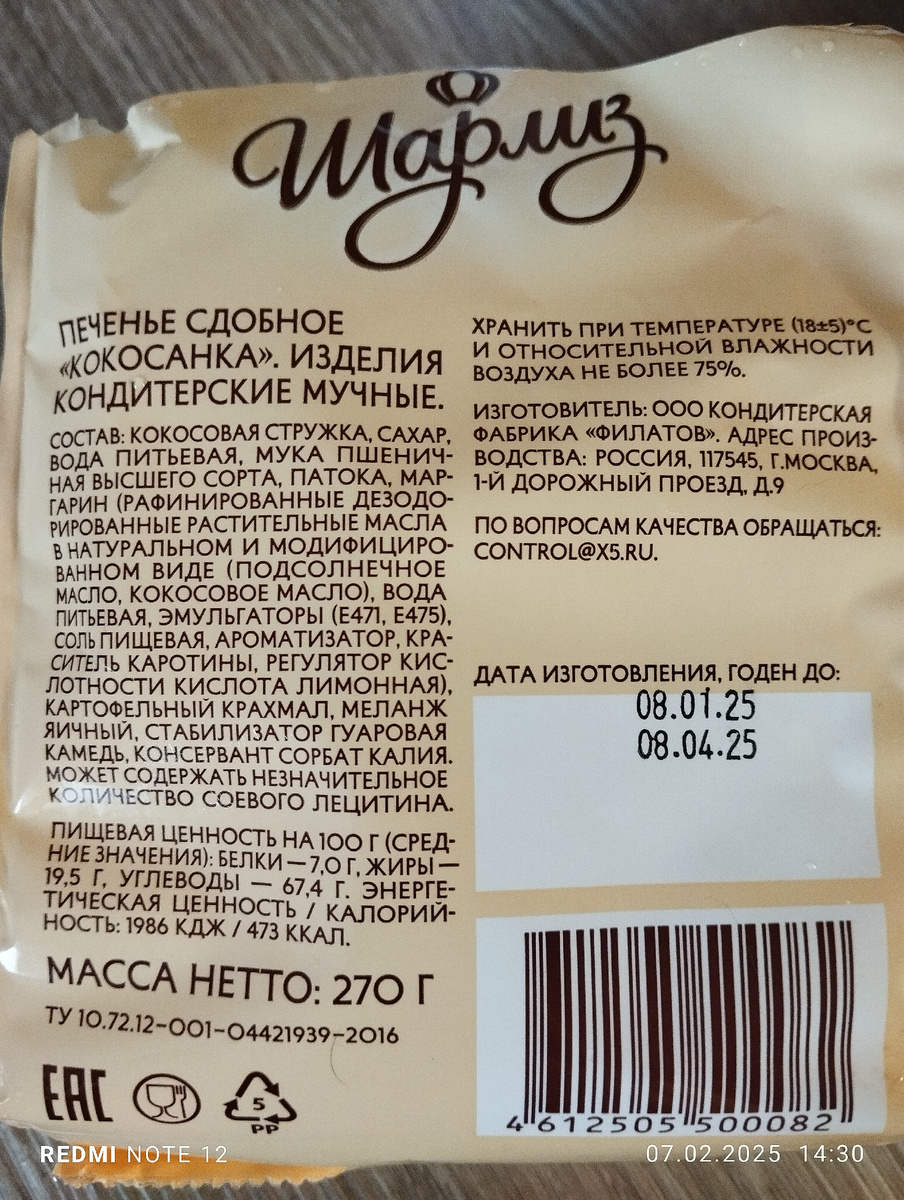 Шарлиз
ПЕЧЕНЬЕ СДОБНОЕ
«КОКОСАНКА». ИЗДЕЛИЯ
КОНДИТЕРСКИЕ МУЧНЫЕ.
СОСТАВ: КОКОСОВАЯ СТРУЖКА, САХАР,
ВОДА ПИТЬЕВАЯ, МУКА ПШЕНИЧ-
НАЯ ВЫСШЕГО СОРТА, ПАТОКА, МАР-
ГАРИН (РАФИНИРОВАННЫЕ ДЕЗОДО-
РИРОВАННЫЕ РАСТИТЕЛЬНЫЕ МАСЛА
В НАТУРАЛЬНОМ И МОДИФИЦИРО-
ВАННОМ ВИДЕ (ПОДСОЛНЕЧНОЕ
МАСЛО, КОКОСОВОЕ МАСЛО), ВОДА
ПИТЬЕВАЯ, ЭМУЛЬГАТОРЫ (Е471, Е475),
СОЛЬ ПИЩЕВАЯ, АРОМАТИЗАТОР, КРА-
СИТЕЛЬ КАРОТИНЫ, РЕГУЛЯТОР КИС-
ЛОТНОСТИ КИСЛОТА ЛИМОННАЯ),
КАРТОФЕЛЬНЫЙ КРАХМАЛ, МЕЛАНЖ
ЯИЧНЫЙ, СТАБИЛИЗАТОР ГУАРОВАЯ
КАМЕДЬ, КОНСЕРВАНТ СОРБАТ КАЛИЯ.
МОЖЕТ СОДЕРЖАТЬ НЕЗНАЧИТЕЛЬНОЕ
КОЛИЧЕСТВО СОЕВОГО ЛЕЦИТИНА.
ПИЩЕВАЯ ЦЕННОСТЬ НА 100 Г (СРЕД-
НИЕ ЗНАЧЕНИЯ): БЕЛКИ — 7,0 Г, ЖИРЫ —
19,5 Г, УГЛЕВОДЫ — 67,4 Г. ЭНЕРГЕ-
ТИЧЕСКАЯ ЦЕННОСТЬ / КАЛОРИЙ-
НОСТЬ: 1986 КДЖ / 473 ККАЛ.
МАССА НЕТТО: 270 Г
ТУ 10.72.12-001-04421939-2016
EAC
5
PP
ХРАНИТЬ ПРИ ТЕМПЕРАТУРЕ (18±5)°С
И ОТНОСИТЕЛЬНОЙ ВЛАЖНОСТИ
ВОЗДУХА НЕ БОЛЕЕ 75%.
ИЗГОТОВИТЕЛЬ: ООО КОНДИТЕРСКАЯ
ФАБРИКА «ФИЛАТОВ». АДРЕС ПРОИЗ-
ВОДСТВА: РОССИЯ, 117545, Г.МОСКВА,
1-Й ДОРОЖНЫЙ ПРОЕЗД, Д.9
ПО ВОПРОСАМ КАЧЕСТВА ОБРАЩАТЬСЯ:
CONTROL@X5.RU.
ДАТА ИЗГОТОВЛЕНИЯ, ГОДЕН ДО:
08.01.25
08.04.25
4 612505 500082
REDMI NOTE 12
07.02.2025 14:30